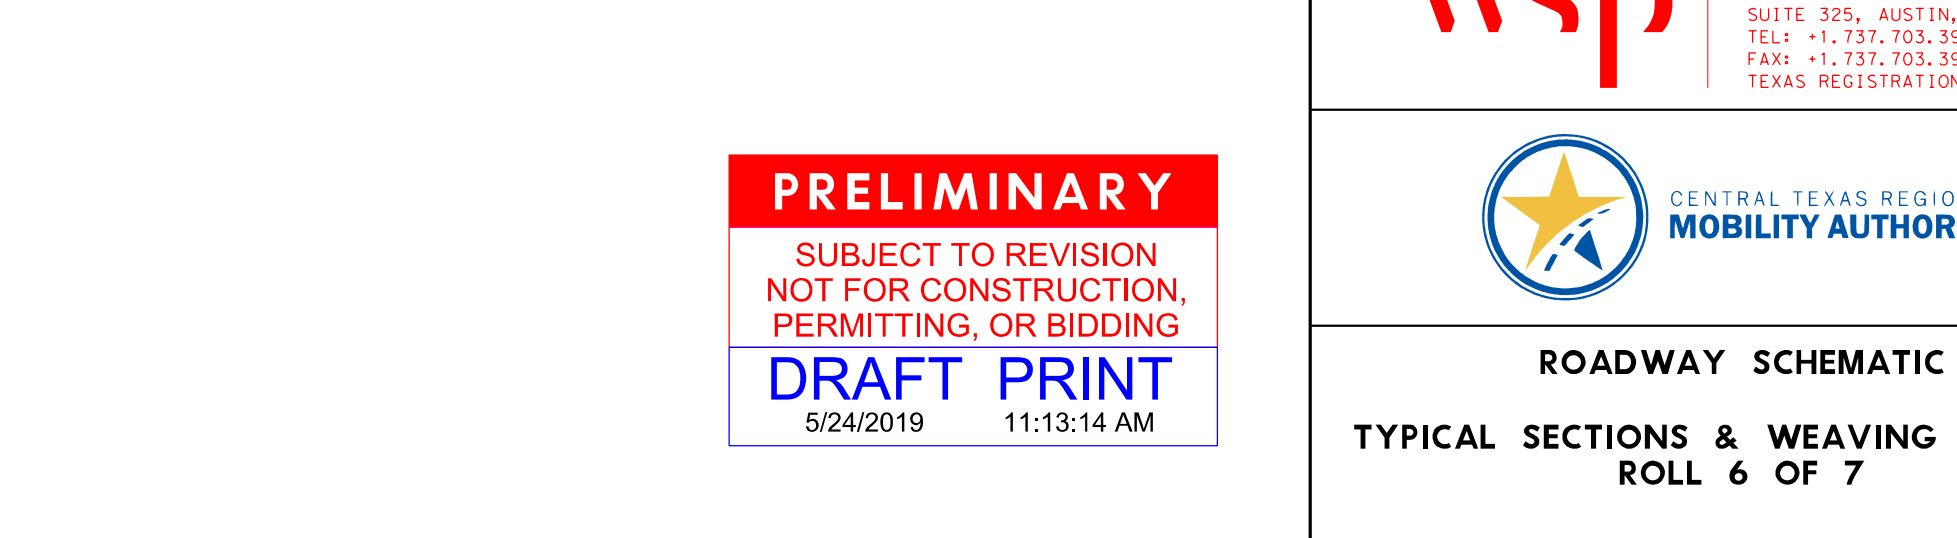 wsp
SUITE 325, AUSTIN,
TEL: +1.737.703.39
FAX: +1.737.703.39
TEXAS REGISTRATION
PRELIMINARY
SUBJECT TO REVISION
NOT FOR CONSTRUCTION,
PERMITTING, OR BIDDING
DRAFT PRINT
5/24/2019 11:13:14 AM
CENTRAL TEXAS REGIO
MOBILITY AUTHOR
ROADWAY SCHEMATIC
TYPICAL SECTIONS & WEAVING
ROLL 6 OF 7